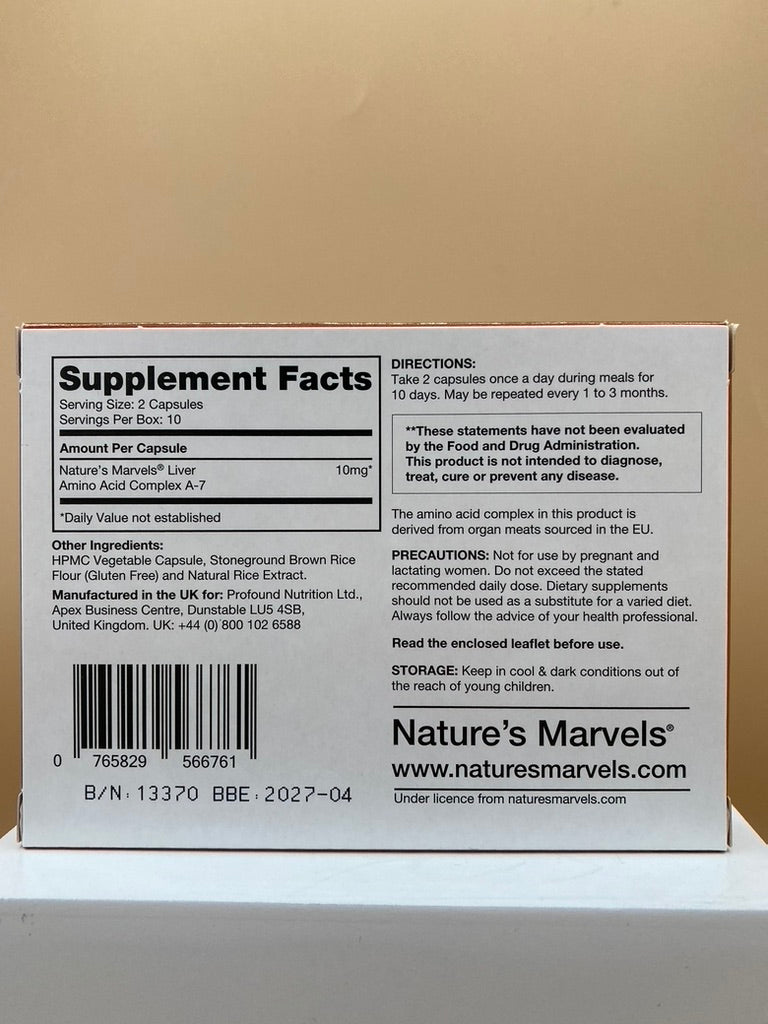 Supplement Facts
Serving Size: 2 Capsules
Servings Per Box: 10
Amount Per Capsule
Nature's Marvels® Liver 10mg*
Amino Acid Complex A-7
*Daily Value not established
Other Ingredients:
HPMC Vegetable Capsule, Stoneground Brown Rice
Flour (Gluten Free) and Natural Rice Extract.
Manufactured in the UK for: Profound Nutrition Ltd.,
Apex Business Centre, Dunstable LU5 4SB,
United Kingdom. UK: +44 (0) 800 102 6588
0 765829 566761
B/N: 13370 BBE: 2027-04
DIRECTIONS:
Take 2 capsules once a day during meals for
10 days. May be repeated every 1 to 3 months.
**These statements have not been evaluated
by the Food and Drug Administration.
This product is not intended to diagnose,
treat, cure or prevent any disease.
The amino acid complex in this product is
derived from organ meats sourced in the EU.
PRECAUTIONS: Not for use by pregnant and
lactating women. Do not exceed the stated
recommended daily dose. Dietary supplements
should not be used as a substitute for a varied diet.
Always follow the advice of your health professional.
Read the enclosed leaflet before use.
STORAGE: Keep in cool & dark conditions out of
the reach of young children.
Nature's Marvels®
www.naturesmarvels.com
Under licence from naturesmarvels.com